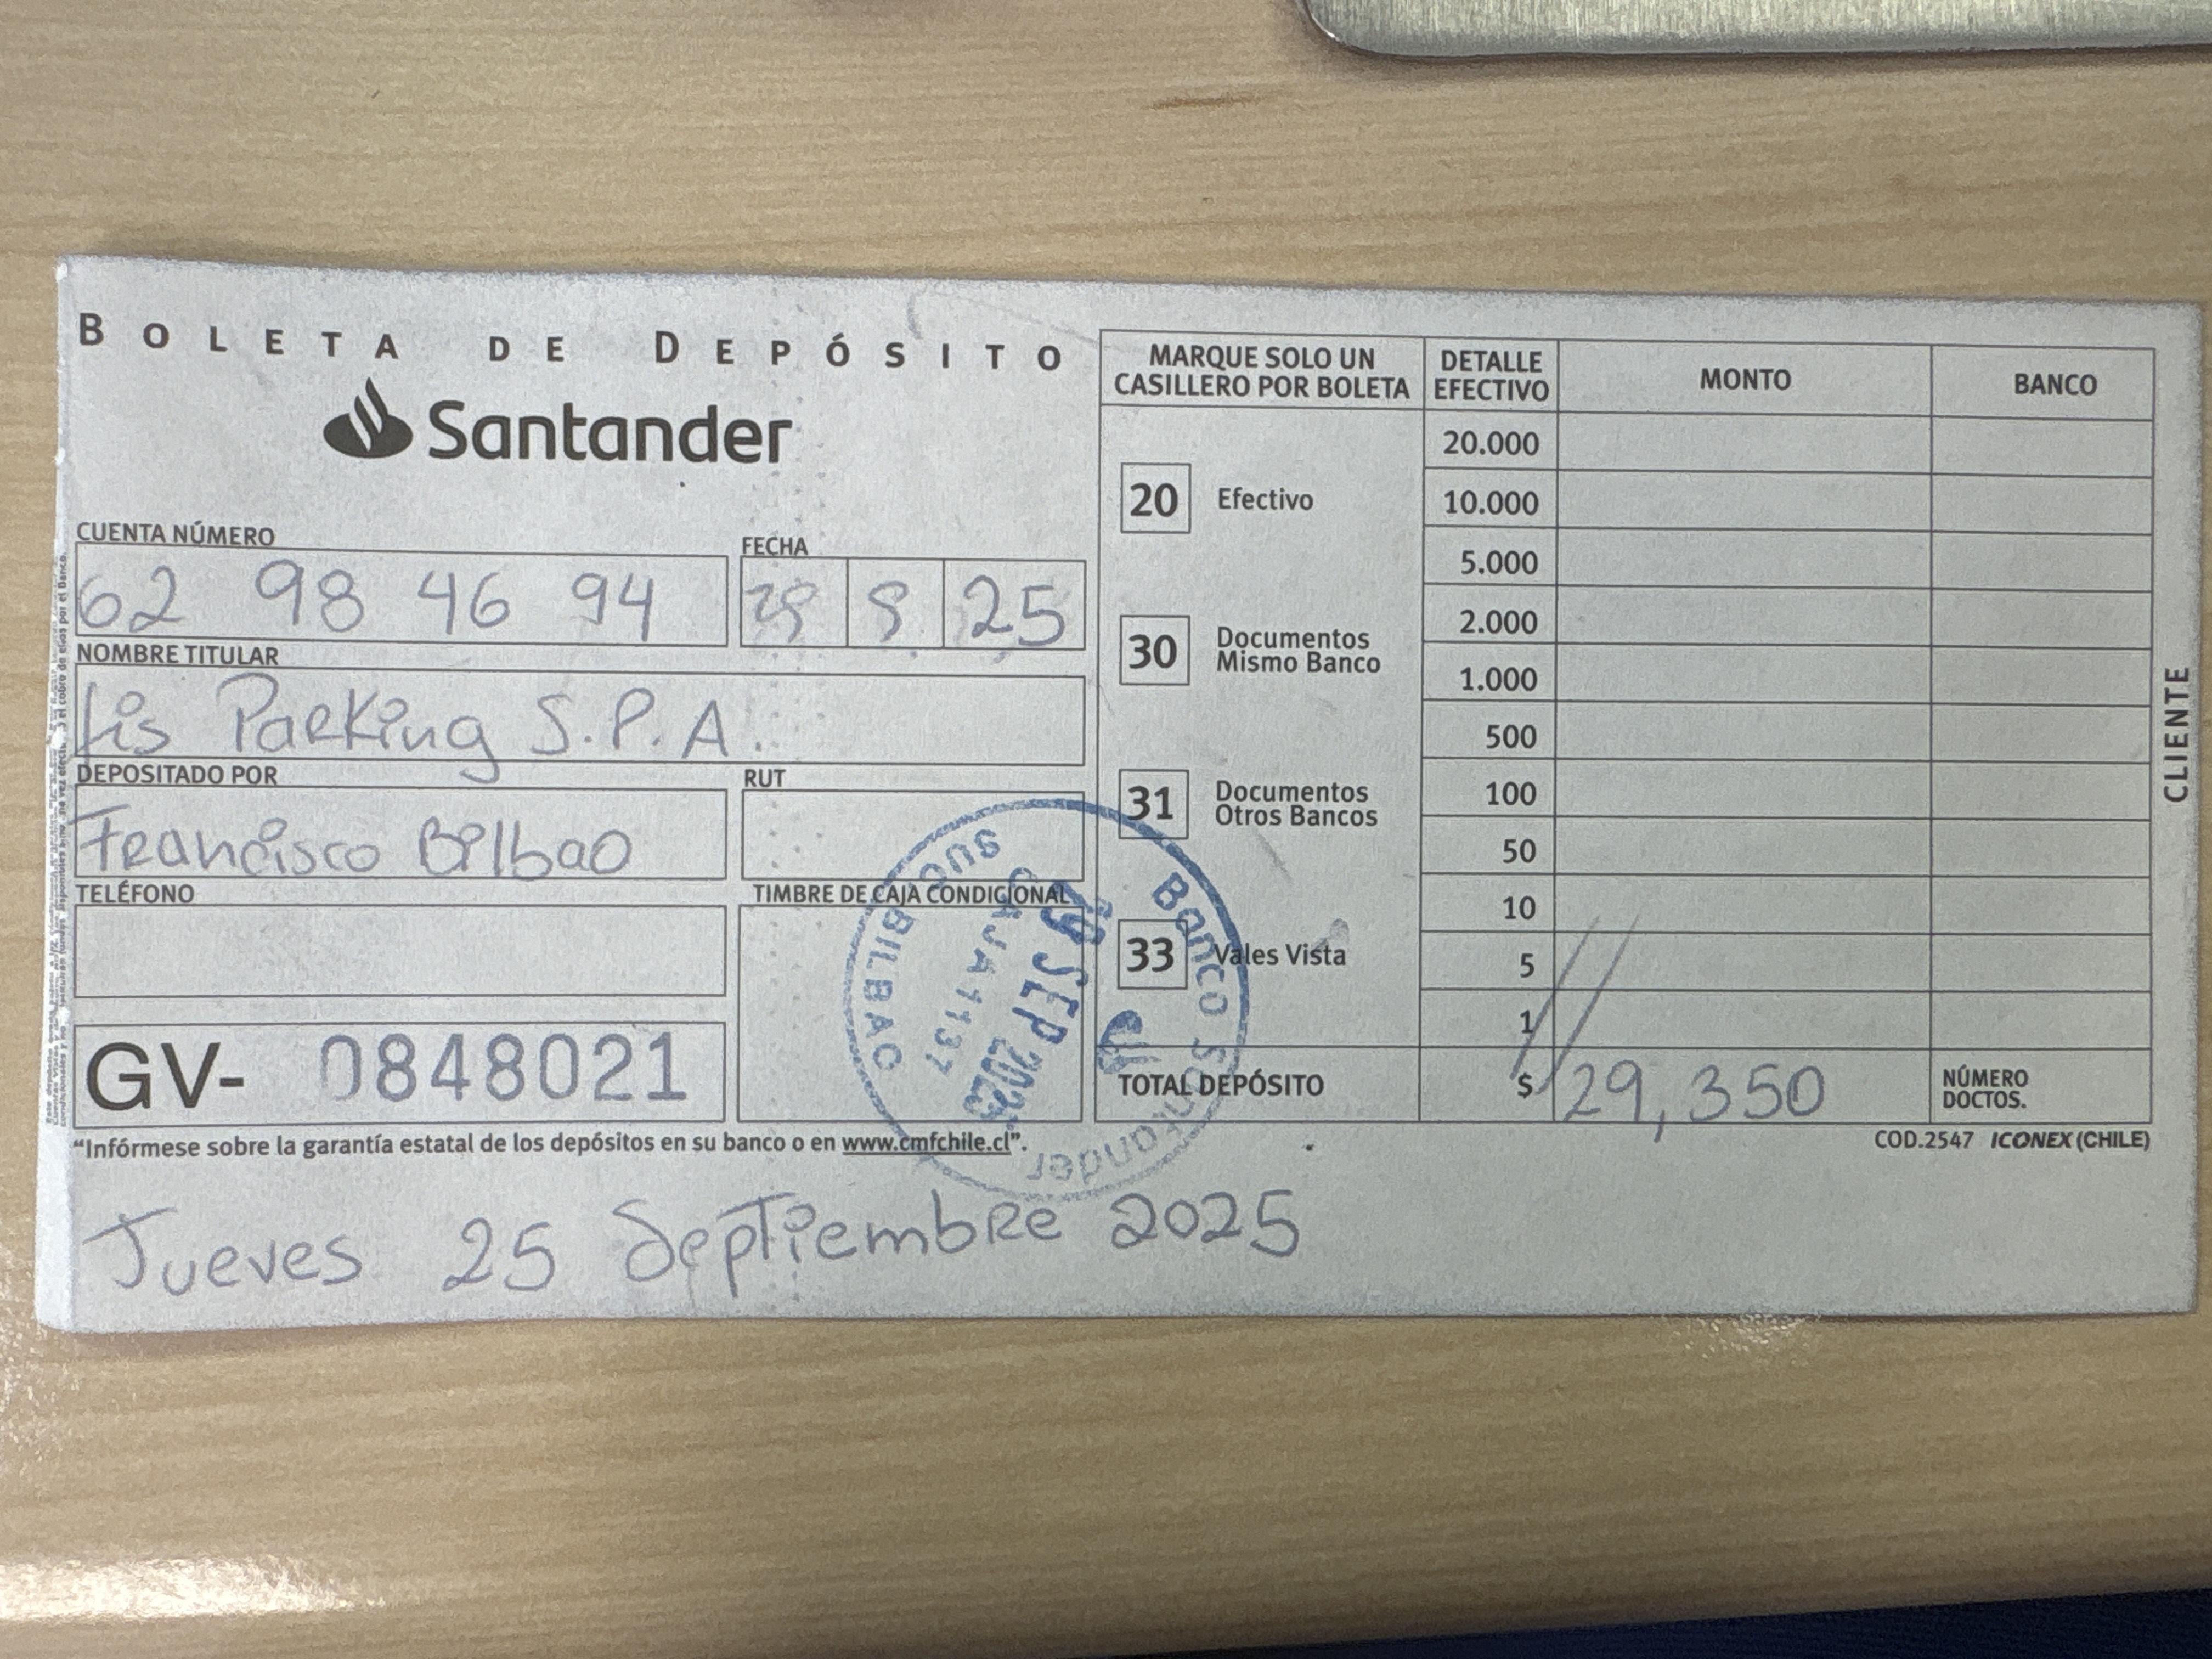 BOLETA DE DEPÓSITO
Santander
CUENTA NÚMERO
62 98 46 94
FECHA
25
NOMBRE TITULAR
Lis Parking S.P.A.
DEPOSITADO POR
Francisco Bilbao
RUT
TELÉFONO
TIMBRE DE CAJA CONDICIONAL
GV- 0848021
"Infórmese sobre la garantía estatal de los depósitos en su banco o en www.cmfchile.cl".
Jueves 25 Septiembre 2025
MARQUE SOLO UN
CASILLERO POR BOLETA
20 Efectivo
30 Documentos
Mismo Banco
31 Documentos
Otros Bancos
33 Vales Vista
DETALLE
EFECTIVO
MONTO
BANCO
20.000
10.000
5.000
2.000
1.000
500
100
50
10
5
1
TOTAL DEPÓSITO
$ 29,350
NÚMERO
DOCTOS.
COD.2547 ICONEX (CHILE)
CLIENTE
Banco Santander
SEP 2025
CAJA 1137
SUC BILBAO